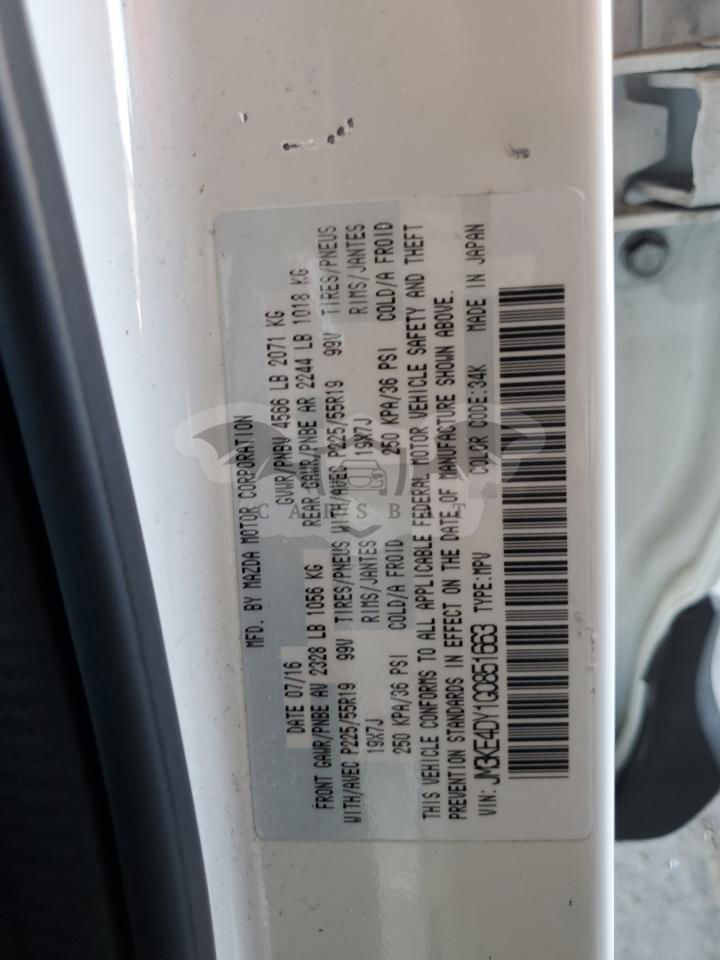 MFD. BY MAZDA MOTOR CORPORATION
DATE 07/16 GVWR/PNBV 4566 LB 2071 KG
FRONT GAWR/PNBE AV 2328 LB 1056 KG REAR GAWR/PNBE AR 2244 LB 1018 KG
WITH/AVEC P225/55R19 99V TIRES/PNEUS WITH/AVEC P225/55R19 99V TIRES/PNEUS
19X7J RIMS/JANTES 19X7J RIMS/JANTES
250 KPA/36 PSI COLD/A FROID 250 KPA/36 PSI COLD/A FROID
THIS VEHICLE CONFORMS TO ALL APPLICABLE FEDERAL MOTOR VEHICLE SAFETY AND THEFT
PREVENTION STANDARDS IN EFFECT ON THE DATE OF MANUFACTURE SHOWN ABOVE.
VIN: JM3KE4DY1G0851663 TYPE:MPV COLOR CODE:34K MADE IN JAPAN
CARSBIT